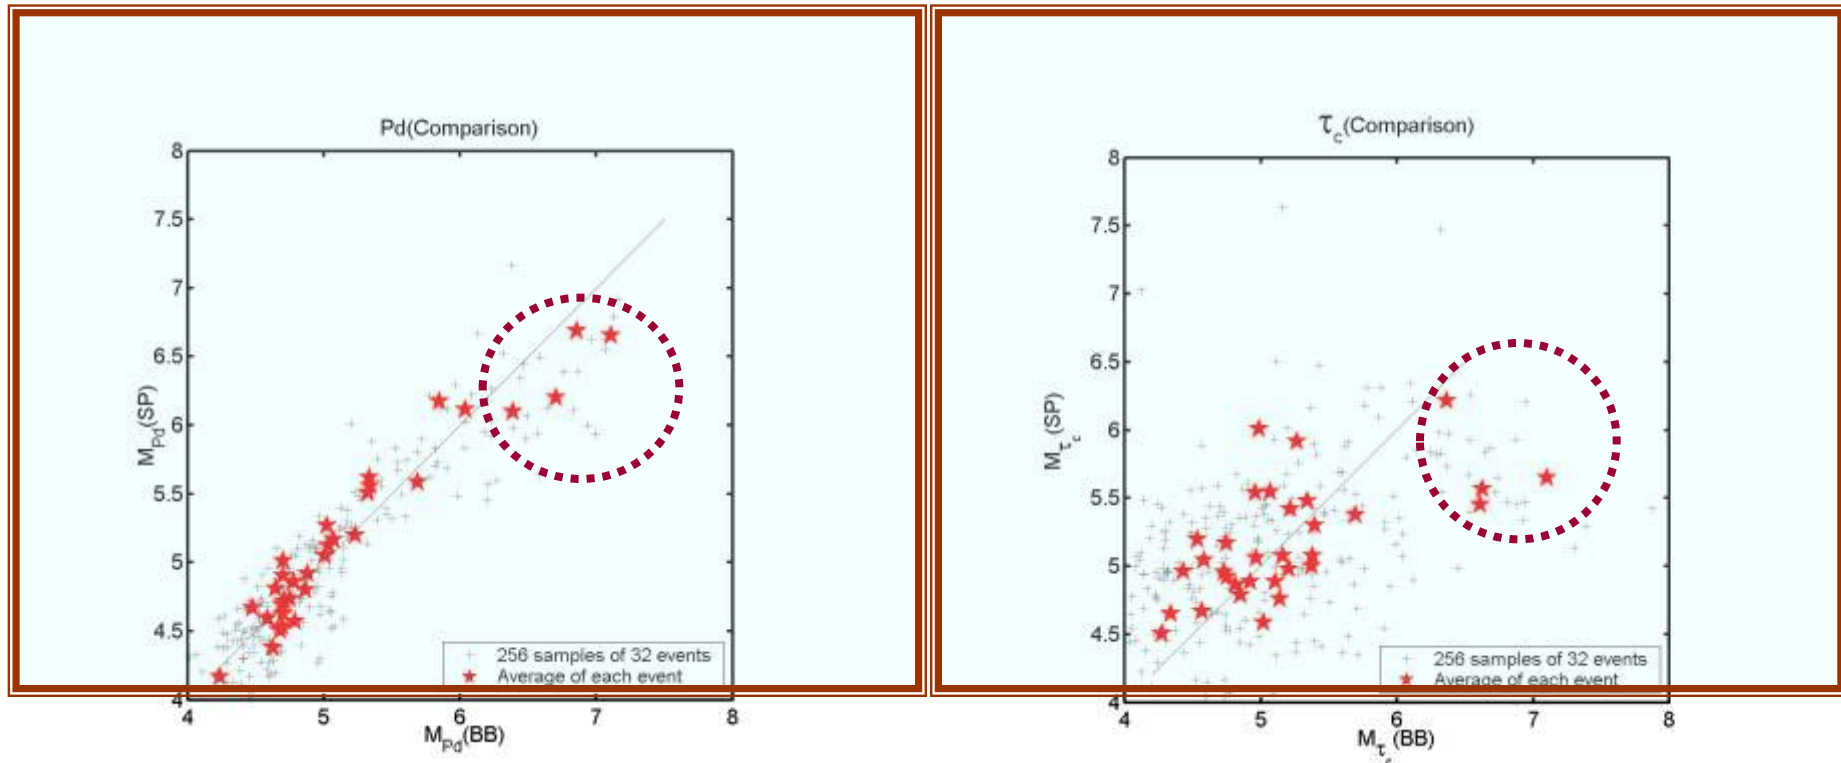 Pd(Comparison)
8
7.5
7
6.5
6
5.5
5
4.5
4
M_Pd(SP)
256 samples of 32 events
Average of each event
4 5 6 7 8
M_Pd(BB)
τ_c(Comparison)
8
7.5
7
6.5
6
5.5
5
4.5
4
M_τ_c(SP)
256 samples of 32 events
Average of each event
4 5 6 7 8
M_τ_c(BB)